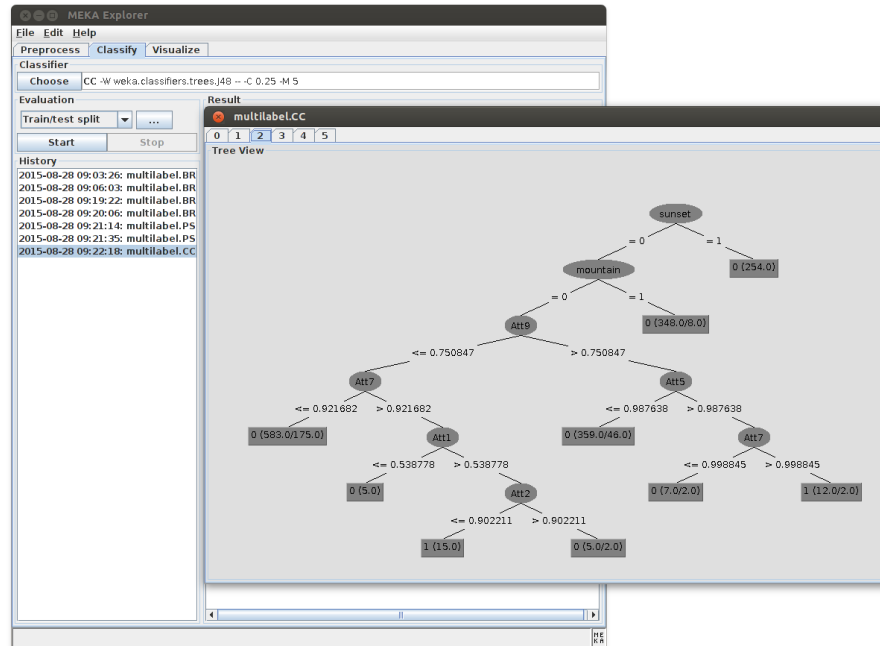 MEKA Explorer
File Edit Help
Preprocess Classify Visualize
Classifier
Choose CC -W weka.classifiers.trees.J48 -- -C 0.25 -M 5
Evaluation
Train/test split ...
Start Stop
History
2015-08-28 09:03:26: multilabel.BR
2015-08-28 09:06:03: multilabel.BR
2015-08-28 09:19:22: multilabel.BR
2015-08-28 09:20:06: multilabel.BR
2015-08-28 09:21:14: multilabel.PS
2015-08-28 09:21:35: multilabel.PS
2015-08-28 09:22:18: multilabel.CC
Result
multilabel.CC
0 1 2 3 4 5
Tree View
sunset
= 0 = 1
mountain 0 (254.0)
= 0 = 1
Att9 0 (348.0/8.0)
<= 0.750847 > 0.750847
Att7 Att5
<= 0.921682 > 0.921682 <= 0.987638 > 0.987638
0 (583.0/175.0) Att1 0 (359.0/46.0) Att7
<= 0.538778 > 0.538778 <= 0.998845 > 0.998845
0 (5.0) Att2 0 (7.0/2.0) 1 (12.0/2.0)
<= 0.902211 > 0.902211
1 (15.0) 0 (5.0/2.0)
ME
KA